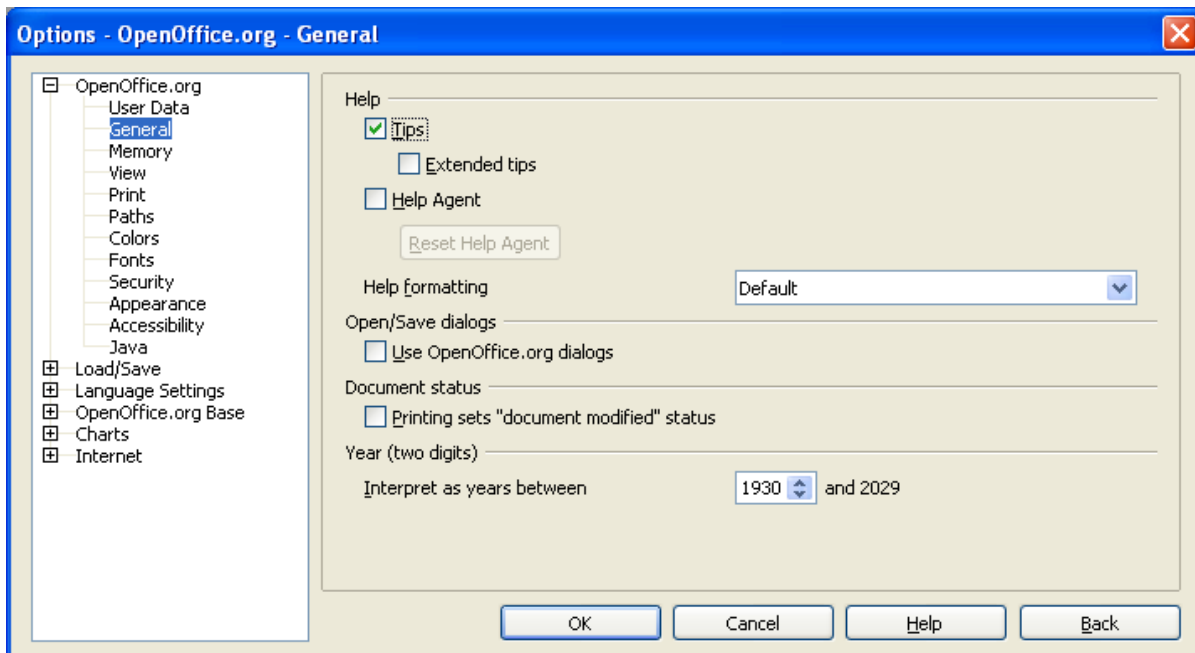 Options - OpenOffice.org - General
OpenOffice.org
User Data
General
Memory
View
Print
Paths
Colors
Fonts
Security
Appearance
Accessibility
Java
Load/Save
Language Settings
OpenOffice.org Base
Charts
Internet
Help
Tips
Extended tips
Help Agent
Reset Help Agent
Help formatting Default
Open/Save dialogs
Use OpenOffice.org dialogs
Document status
Printing sets "document modified" status
Year (two digits)
Interpret as years between 1930 and 2029
OK Cancel Help Back